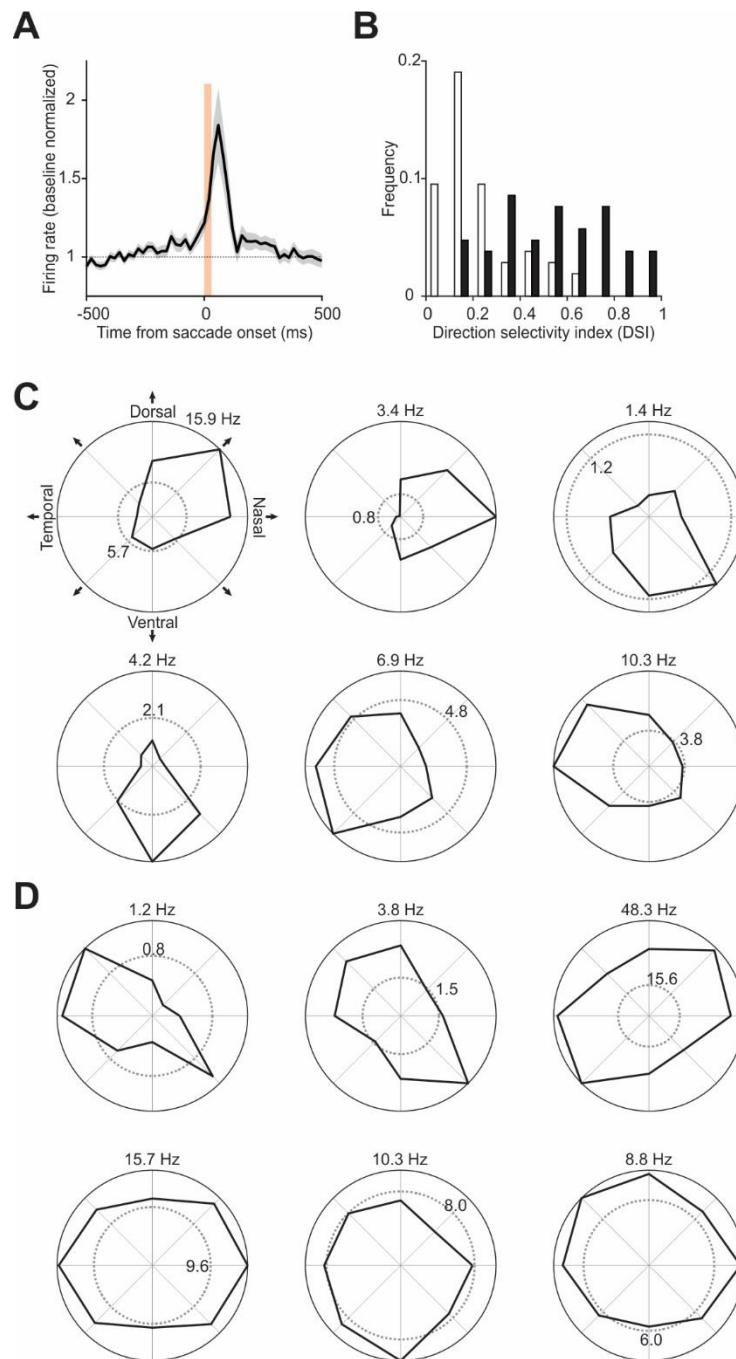 A
Firing rate (baseline normalized)
2
1.5
1
-500
0
500
Time from saccade onset (ms)
B
Frequency
0.2
0.1
0
0
0.2
0.4
0.6
0.8
1
Direction selectivity index (DSI)
C
Dorsal
15.9 Hz
Temporal
Nasal
5.7
Ventral
3.4 Hz
0.8
1.4 Hz
1.2
4.2 Hz
2.1
6.9 Hz
4.8
10.3 Hz
3.8
D
1.2 Hz
0.8
3.8 Hz
1.5
48.3 Hz
15.6
15.7 Hz
9.6
10.3 Hz
8.0
8.8 Hz
6.0